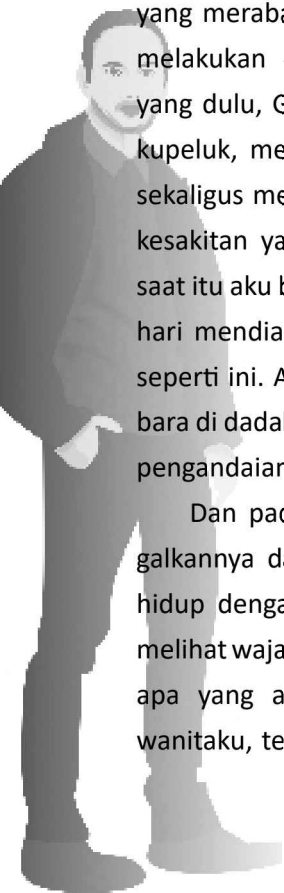 yang meraba
melakukan
yang dulu, G
kupeluk, me
sekaligus me
kesakitan ya
saat itu aku b
hari mendia
seperti ini. A
bara di dada
pengandaian
Dan pad
galkannya da
hidup denga
melihat waja
apa yang a
wanitaku, te